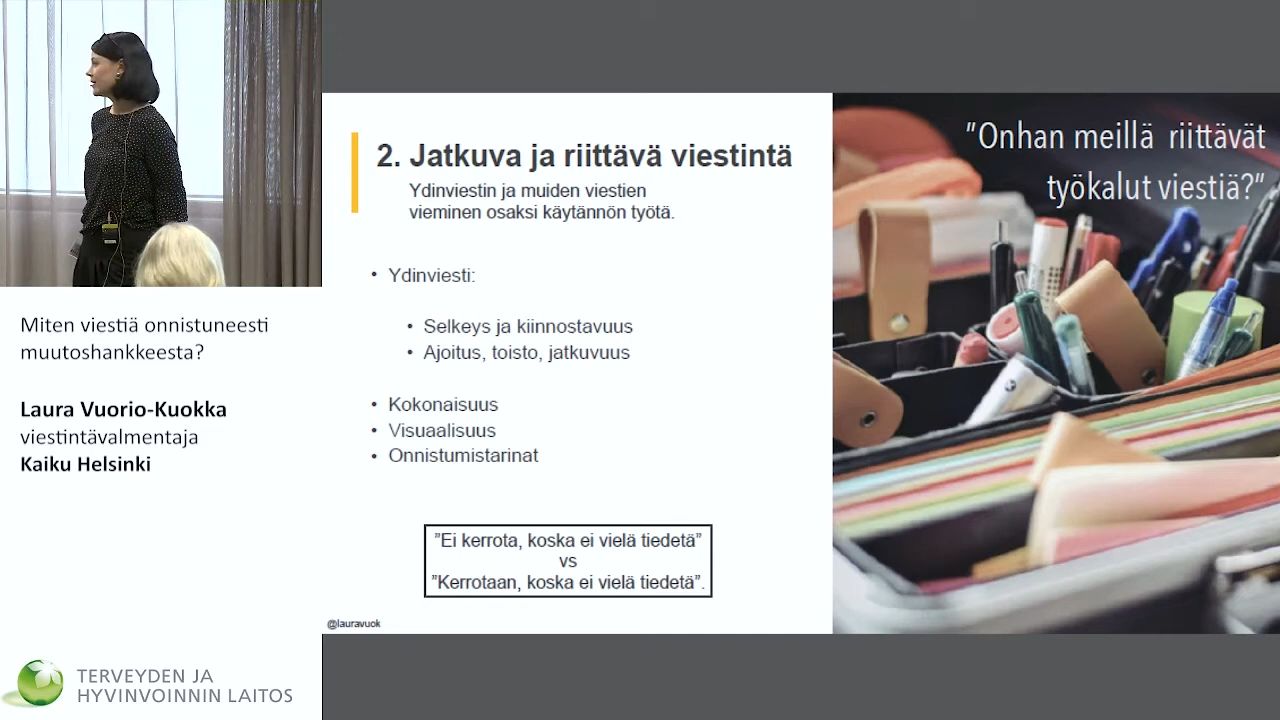 Miten viestiä onnistuneesti
muutoshankkeesta?
Laura Vuorio-Kuokka
viestintävalmentaja
Kaiku Helsinki
TERVEYDEN JA
HYVINVOINNIN LAITOS
2. Jatkuva ja riittävä viestintä
Ydinviestin ja muiden viestien
vieminen osaksi käytännön työtä.
• Ydinviesti:
• Selkeys ja kiinnostavuus
• Ajoitus, toisto, jatkuvuus
• Kokonaisuus
• Visuaalisuus
• Onnistumistarinat
”Ei kerrota, koska ei vielä tiedetä”
vs
”Kerrotaan, koska ei vielä tiedetä”.
@lauravuok
”Onhan meillä riittävät
työkalut viestiä?”